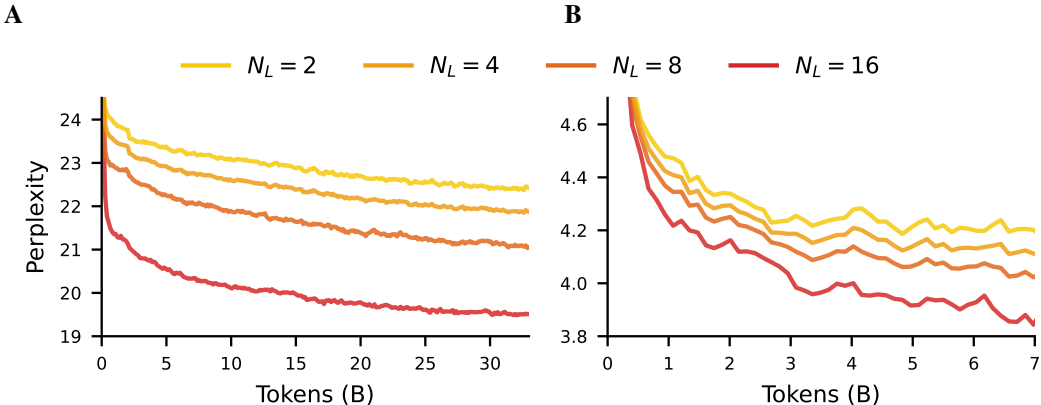 A
B
N_L = 2
N_L = 4
N_L = 8
N_L = 16
Perplexity
24
23
22
21
20
19
0 5 10 15 20 25 30
Tokens (B)
4.6
4.4
4.2
4.0
3.8
0 1 2 3 4 5 6 7
Tokens (B)